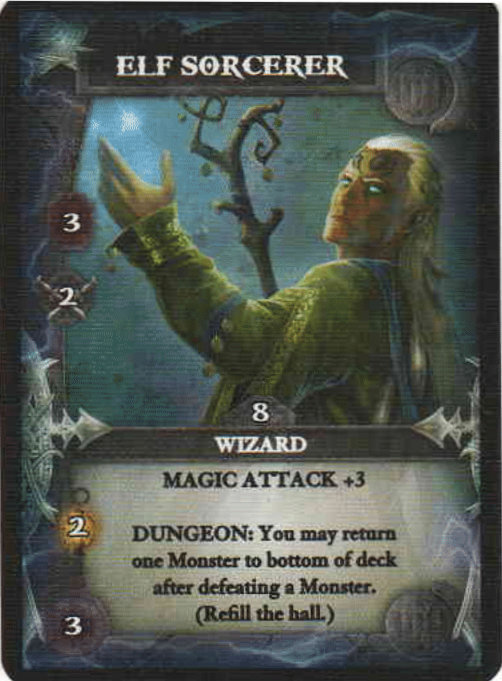 ELF SORCERER
3
2
8
WIZARD
MAGIC ATTACK +3
2
DUNGEON: You may return
one Monster to bottom of deck
after defeating a Monster.
(Refill the hall.)
3